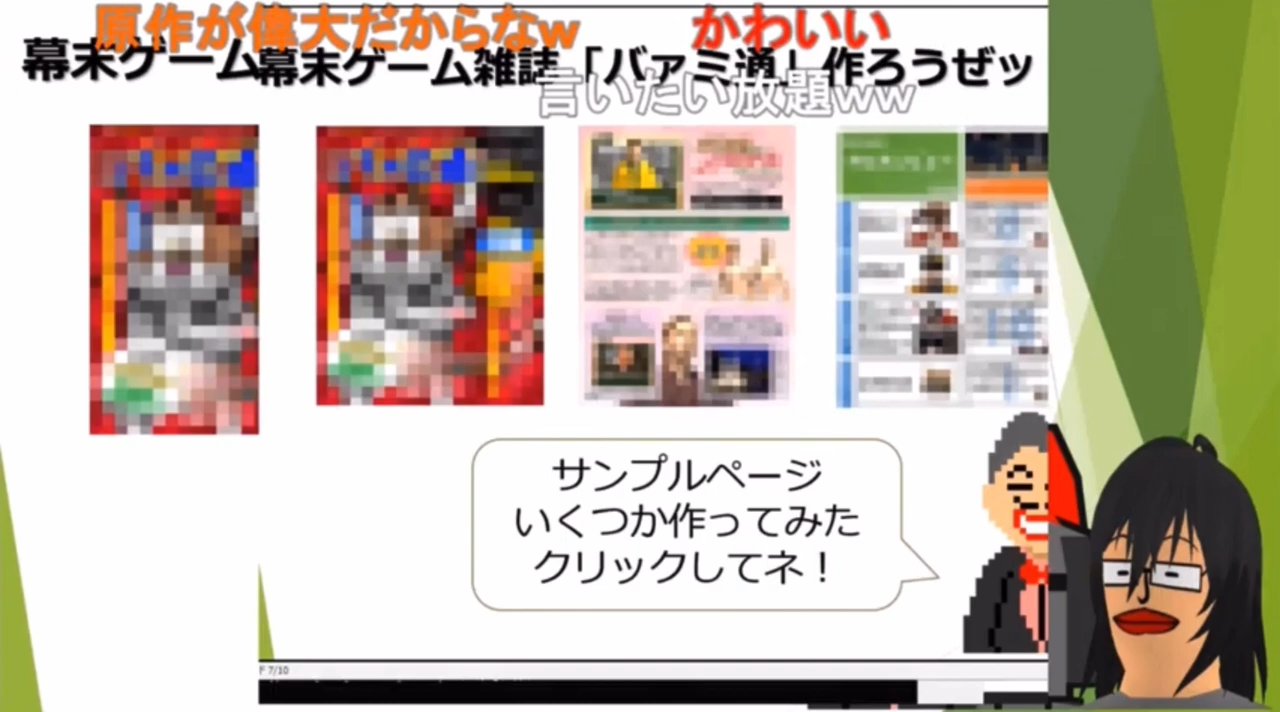 原作が偉大だからなw
かわいい
幕末ゲーム
幕末ゲーム雑誌「バァミ通」作ろうぜッ
言いたい放題ww
サンプルページ
いくつか作ってみた
クリックしてネ！
ド 7/10